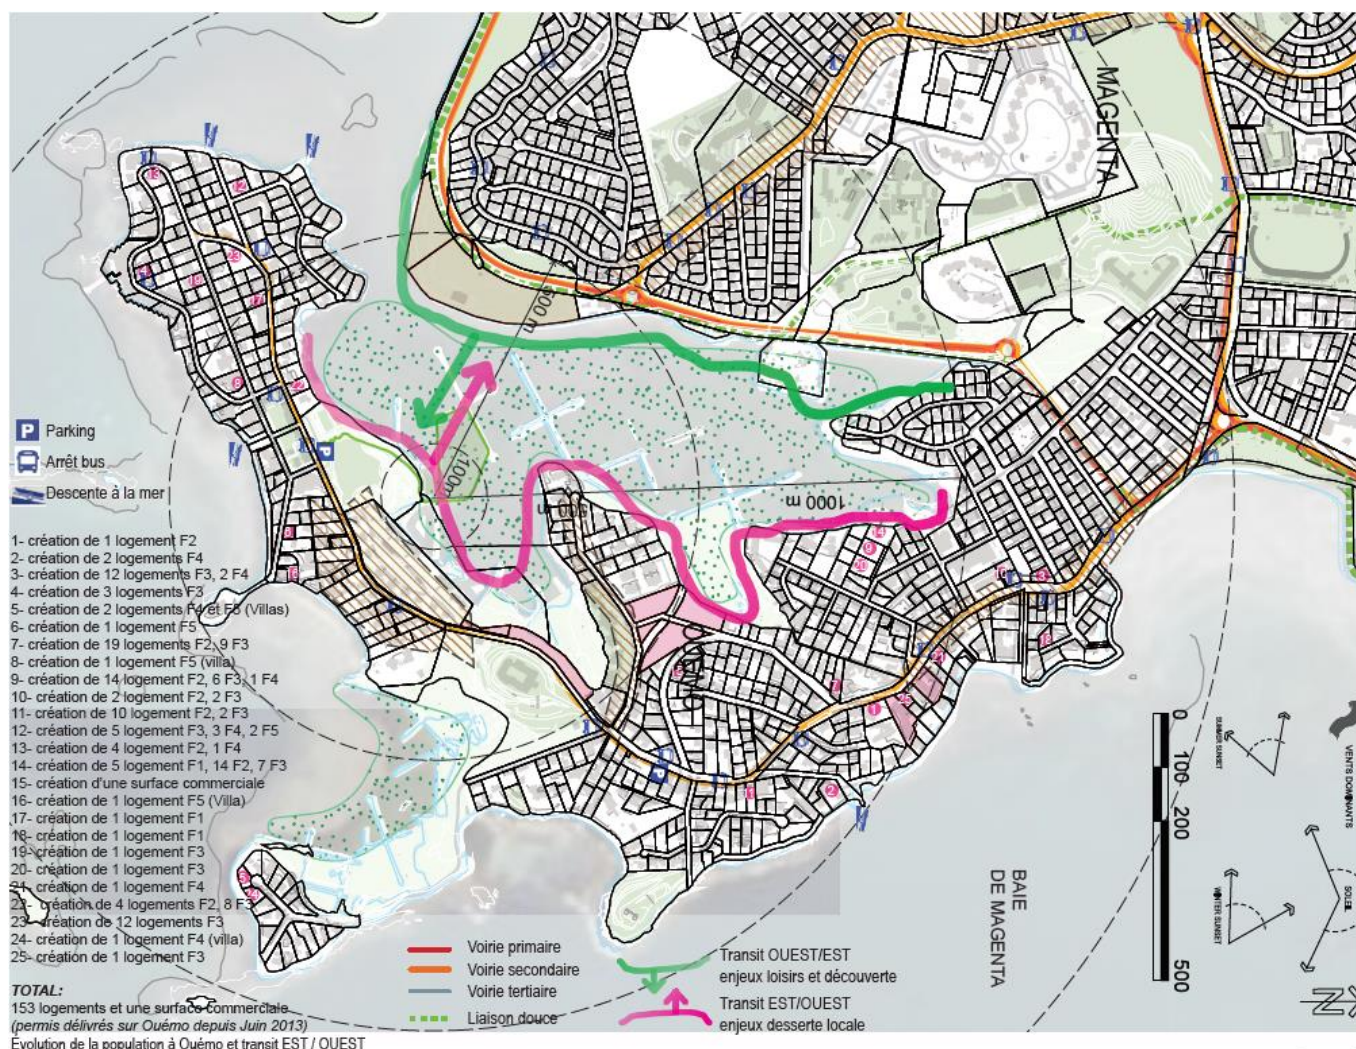 MAGENTA
600 m
Parking
Arrêt bus
Descente à la mer
100m
1000 m
600 m
1- création de 1 logement F2
2- création de 2 logements F4
3- création de 12 logements F3, 2 F4
4- création de 3 logements F3
5- création de 2 logements F4 et F5 (Villas)
6- création de 1 logement F5
7- création de 19 logements F2, 9 F3
8- création de 1 logement F5 (villa)
9- création de 14 logement F2, 6 F3, 1 F4
10- création de 2 logement F2, 2 F3
11- création de 10 logement F2, 2 F3
12- création de 5 logement F3, 3 F4, 2 F5
13- création de 4 logement F2, 1 F4
14- création de 5 logement F1, 14 F2, 7 F3
15- création d'une surface commerciale
16- création de 1 logement F5 (Villa)
17- création de 1 logement F1
18- création de 1 logement F1
19- création de 1 logement F3
20- création de 1 logement F3
21- création de 1 logement F4
22- création de 4 logements F2, 8 F3
23- création de 12 logements F3
24- création de 1 logement F4 (villa)
25- création de 1 logement F3
TOTAL:
153 logements et une surface commerciale
(permis délivrés sur Ouémo depuis Juin 2013)
Evolution de la population à Ouémo et transit EST / OUEST
OUEMO
Voirie primaire
Voirie secondaire
Voirie tertiaire
Liaison douce
Transit OUEST/EST
enjeux loisirs et découverte
Transit EST/OUEST
enjeux desserte locale
BAIE
DE MAGENTA
0
100
200
500
SUMMER SUNSET
WINTER SUNSET
VENTS DOMINANTS
SOLEIL
N